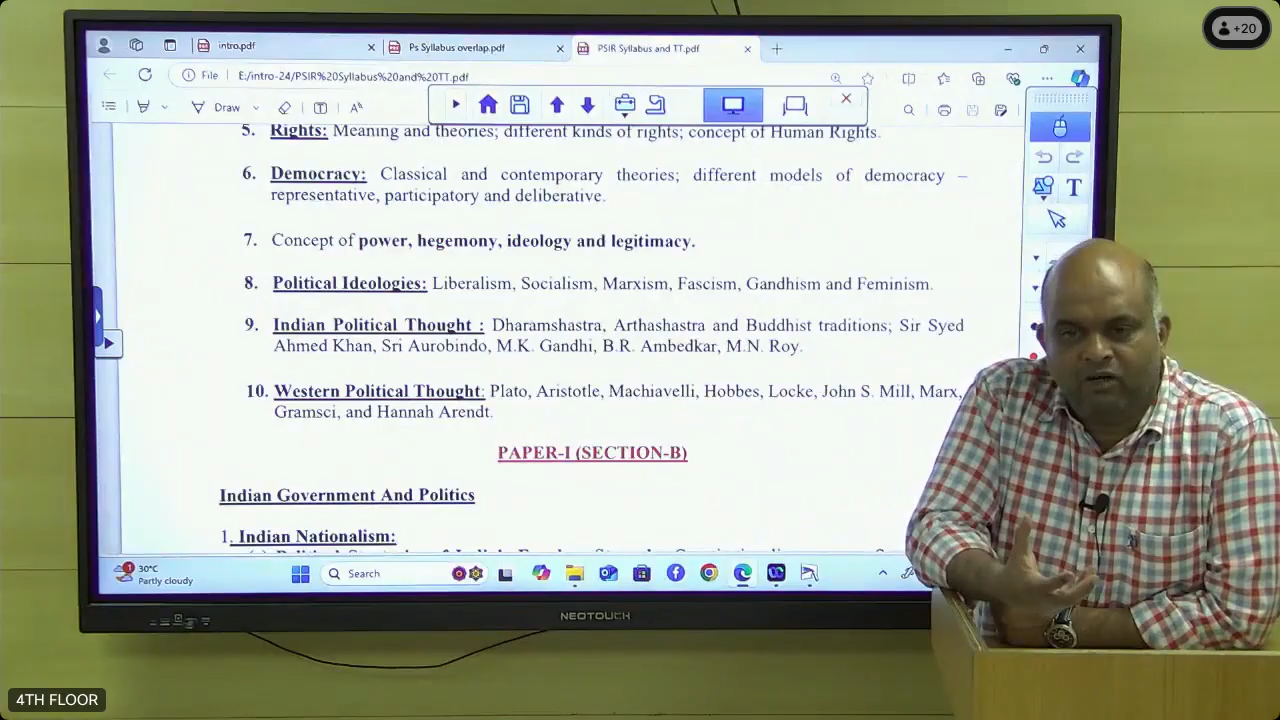 +20
intro.pdf
Ps Syllabus overlap.pdf
PSIR Syllabus and TT.pdf
File
E:/intro-24/PSIR%20Syllabus%20and%20TT.pdf
Draw
5. Rights: Meaning and theories; different kinds of rights; concept of Human Rights.
6. Democracy: Classical and contemporary theories; different models of democracy –
representative, participatory and deliberative.
7. Concept of power, hegemony, ideology and legitimacy.
8. Political Ideologies: Liberalism, Socialism, Marxism, Fascism, Gandhism and Feminism.
9. Indian Political Thought : Dharamshastra, Arthashastra and Buddhist traditions; Sir Syed
Ahmed Khan, Sri Aurobindo, M.K. Gandhi, B.R. Ambedkar, M.N. Roy.
10. Western Political Thought: Plato, Aristotle, Machiavelli, Hobbes, Locke, John S. Mill, Marx,
Gramsci, and Hannah Arendt.
PAPER-I (SECTION-B)
Indian Government And Politics
1. Indian Nationalism:
30°C
Partly cloudy
Search
NEOTOUCH
4TH FLOOR